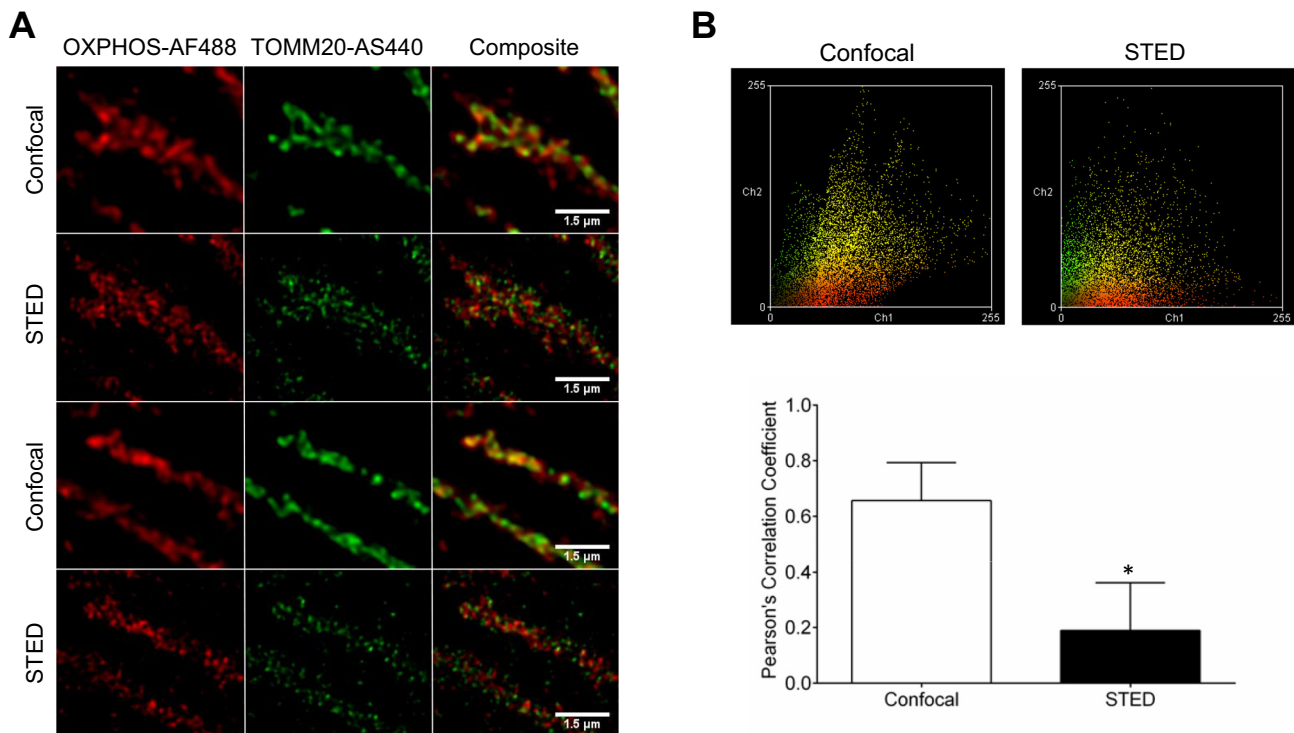 A
OXPHOS-AF488 TOMM20-AS440 Composite
Confocal
1.5 µm
STED
1.5 µm
Confocal
1.5 µm
STED
1.5 µm
B
Confocal STED
255
Ch2
0
0 Ch1 255
255
Ch2
0
0 Ch1 255
Pearson's Correlation Coefficient
1.0
0.8
0.6
0.4
0.2
0.0
*
Confocal STED